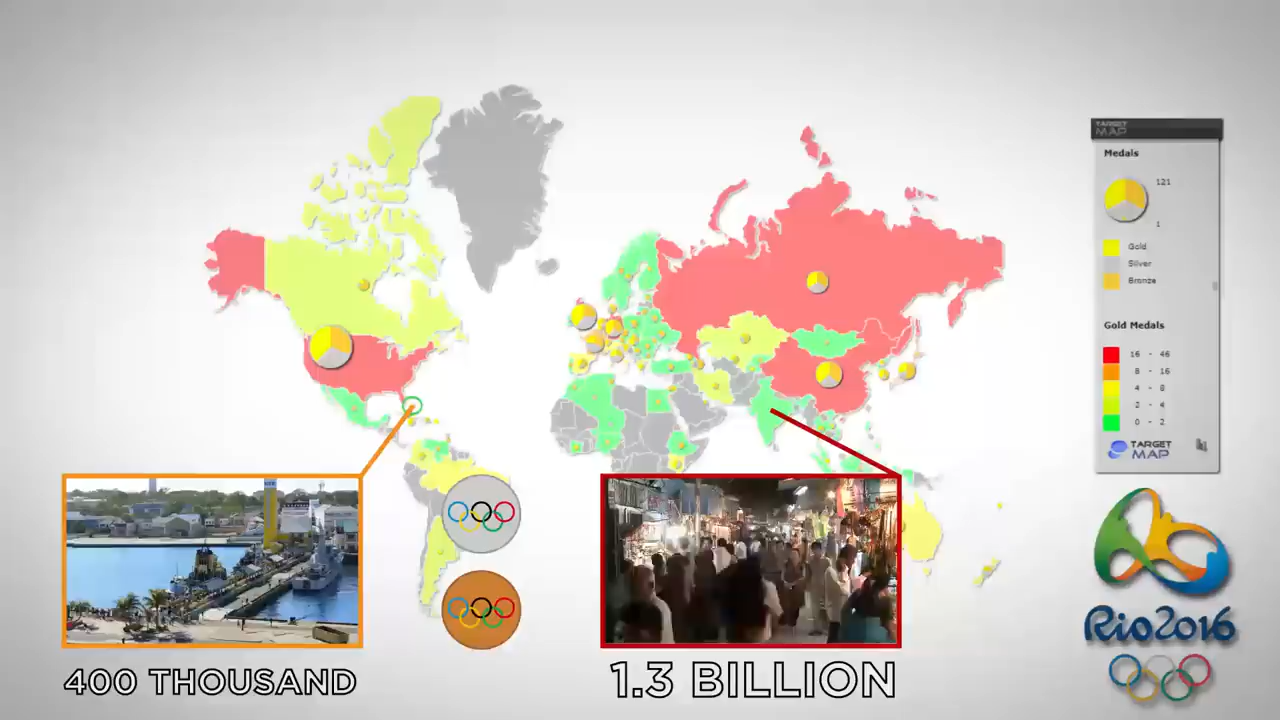 TARGET
MAP
Medals
121
1
Gold
Silver
Bronze
Gold Medals
16 - 46
8 - 16
4 - 8
2 - 4
0 - 2
TARGET
MAP
Rio2016
400 THOUSAND
1.3 BILLION